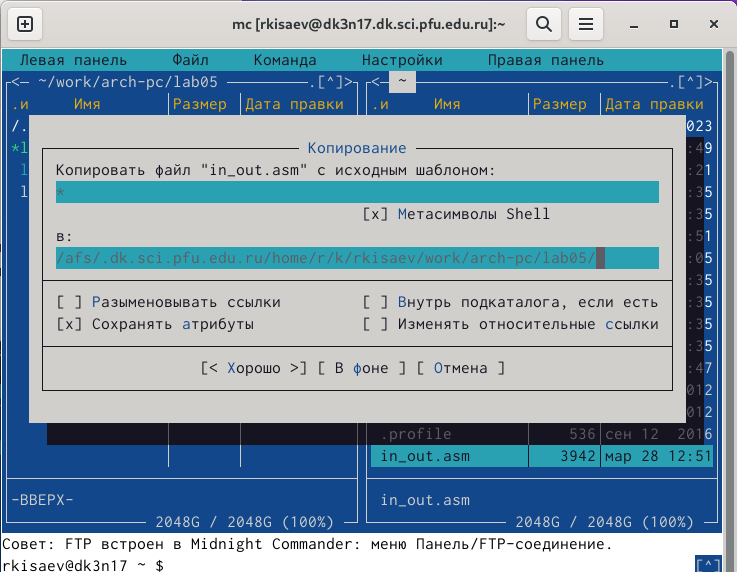 mc [rkisaev@dk3n17.dk.sci.pfu.edu.ru]:~
Левая панель Файл Команда Настройки Правая панель
<— ~/work/arch-pc/lab05 .[^]> <— ~ .[^]>
.и Имя Размер Дата правки .и Имя Размер Дата правки
/. 023
*l :49
l :21
l :35
:35
:51
:05
:35
:35
:35
:35
:47
012
012
Копирование
Копировать файл "in_out.asm" с исходным шаблоном:
*
[x] Метасимволы Shell
в:
/afs/.dk.sci.pfu.edu.ru/home/r/k/rkisaev/work/arch-pc/lab05/
[ ] Разыменовывать ссылки [ ] Внутрь подкаталога, если есть
[x] Сохранять атрибуты [ ] Изменять относительные ссылки
[< Хорошо >] [ В фоне ] [ Отмена ]
.profile 536 сен 12 2016
in_out.asm 3942 мар 28 12:51
-ВВЕРХ- in_out.asm
2048G / 2048G (100%) 2048G / 2048G (100%)
Совет: FTP встроен в Midnight Commander: меню Панель/FTP-соединение.
rkisaev@dk3n17 ~ $ [^]